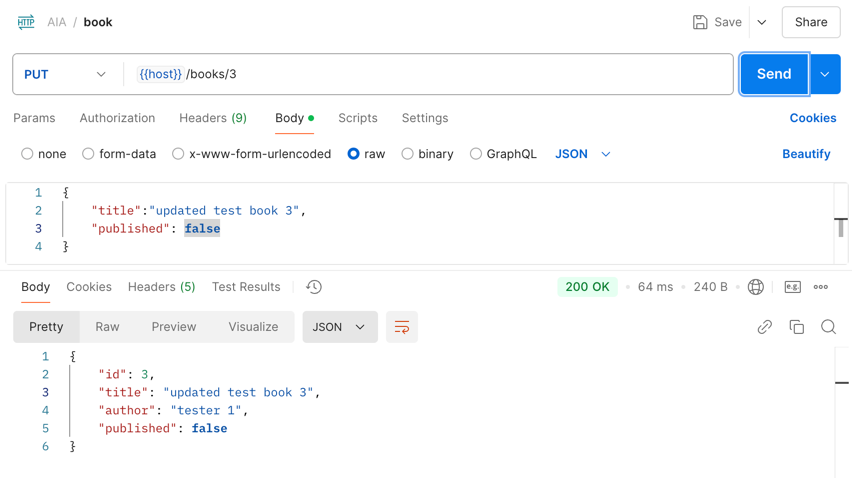 HTTP AIA / book Save Share
PUT {{host}} /books/3 Send
Params Authorization Headers (9) Body Scripts Settings Cookies
none form-data x-www-form-urlencoded raw binary GraphQL JSON Beautify
1 {
2 "title":"updated test book 3",
3 "published": false
4 }
Body Cookies Headers (5) Test Results 200 OK 64 ms 240 B e.g.
Pretty Raw Preview Visualize JSON
1 {
2 "id": 3,
3 "title": "updated test book 3",
4 "author": "tester 1",
5 "published": false
6 }